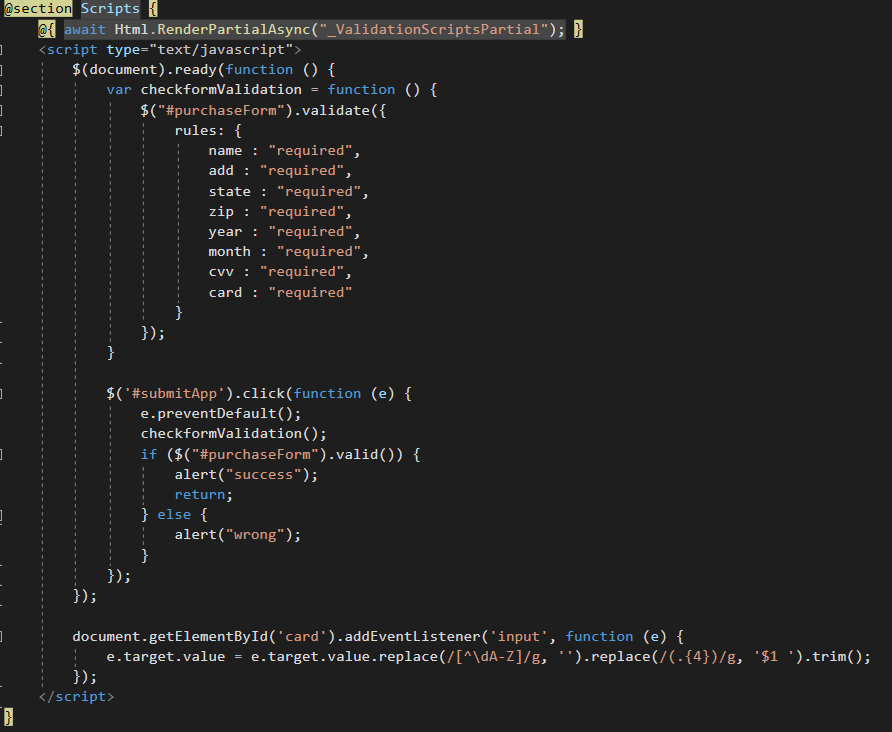 @section Scripts {
    @{ await Html.RenderPartialAsync("_ValidationScriptsPartial"); }
    <script type="text/javascript">
        $(document).ready(function () {
            var checkformValidation = function () {
                $("#purchaseForm").validate({
                    rules: {
                        name : "required",
                        add : "required",
                        state : "required",
                        zip : "required",
                        year : "required",
                        month : "required",
                        cvv : "required",
                        card : "required"
                    }
                });
            }

            $('#submitApp').click(function (e) {
                e.preventDefault();
                checkformValidation();
                if ($("#purchaseForm").valid()) {
                    alert("success");
                    return;
                } else {
                    alert("wrong");
                }
            });
        });

        document.getElementById('card').addEventListener('input', function (e) {
            e.target.value = e.target.value.replace(/[^\dA-Z]/g, '').replace(/(.{4})/g, '$1 ').trim();
        });
    </script>
}